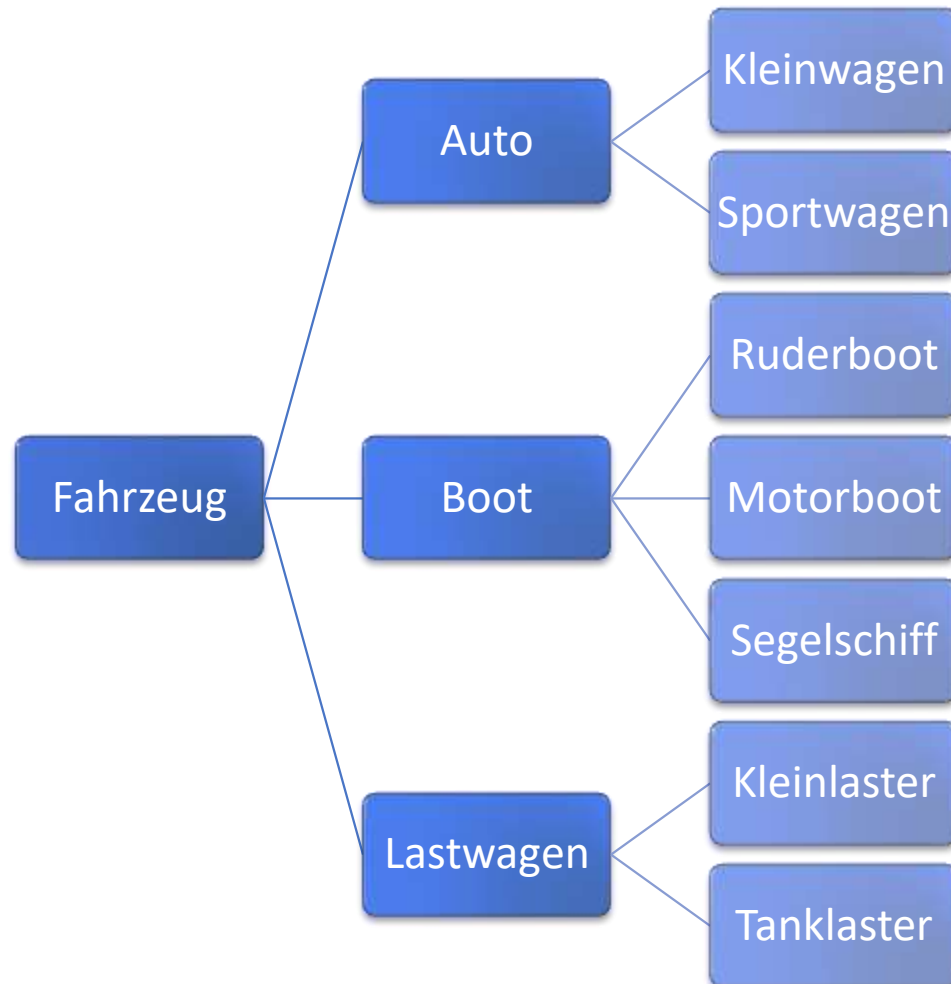 Fahrzeug
Auto
Kleinwagen
Sportwagen
Boot
Ruderboot
Motorboot
Segelschiff
Lastwagen
Kleinlaster
Tanklaster